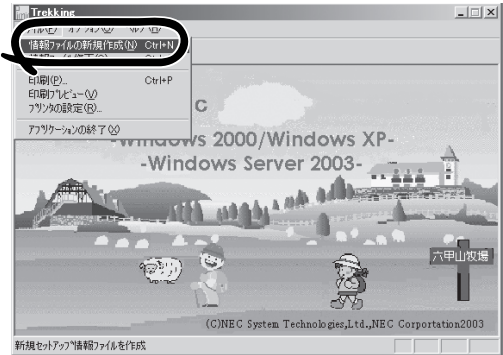 Trekking
情報ファイルの新規作成(N) Ctrl+N
印刷(P)... Ctrl+P
印刷プレビュー(V)
プリンタの設定(R)...
アプリケーションの終了(X)
-Windows 2000/Windows XP-
-Windows Server 2003-
六甲山牧場
(C)NEC System Technologies,Ltd.,NEC Corportation2003
新規セットアップ情報ファイルを作成